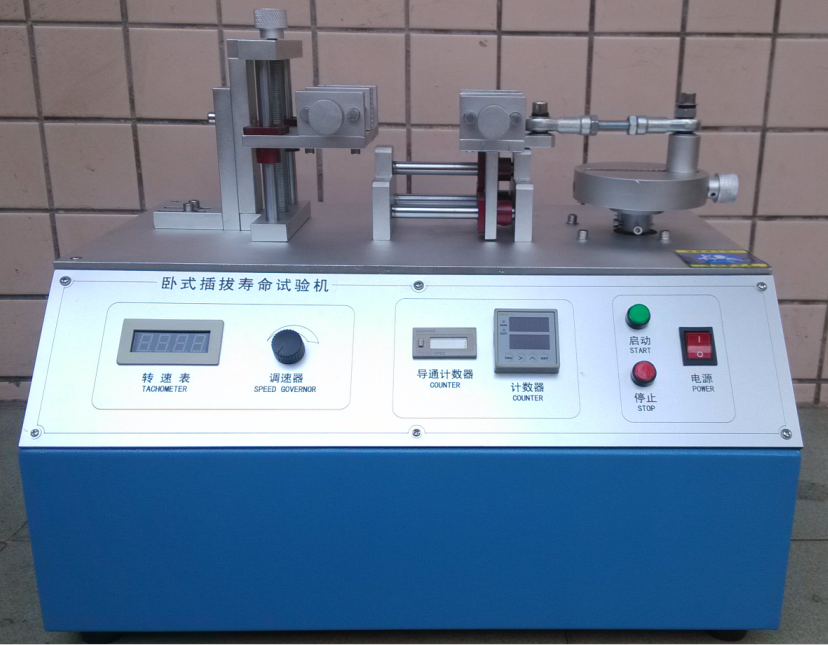 卧式插拔寿命试验机
转速表
TACHOMETER
调速器
SPEED GOVERNOR
导通计数器
COUNTER
计数器
COUNTER
启动
START
停止
STOP
电源
POWER